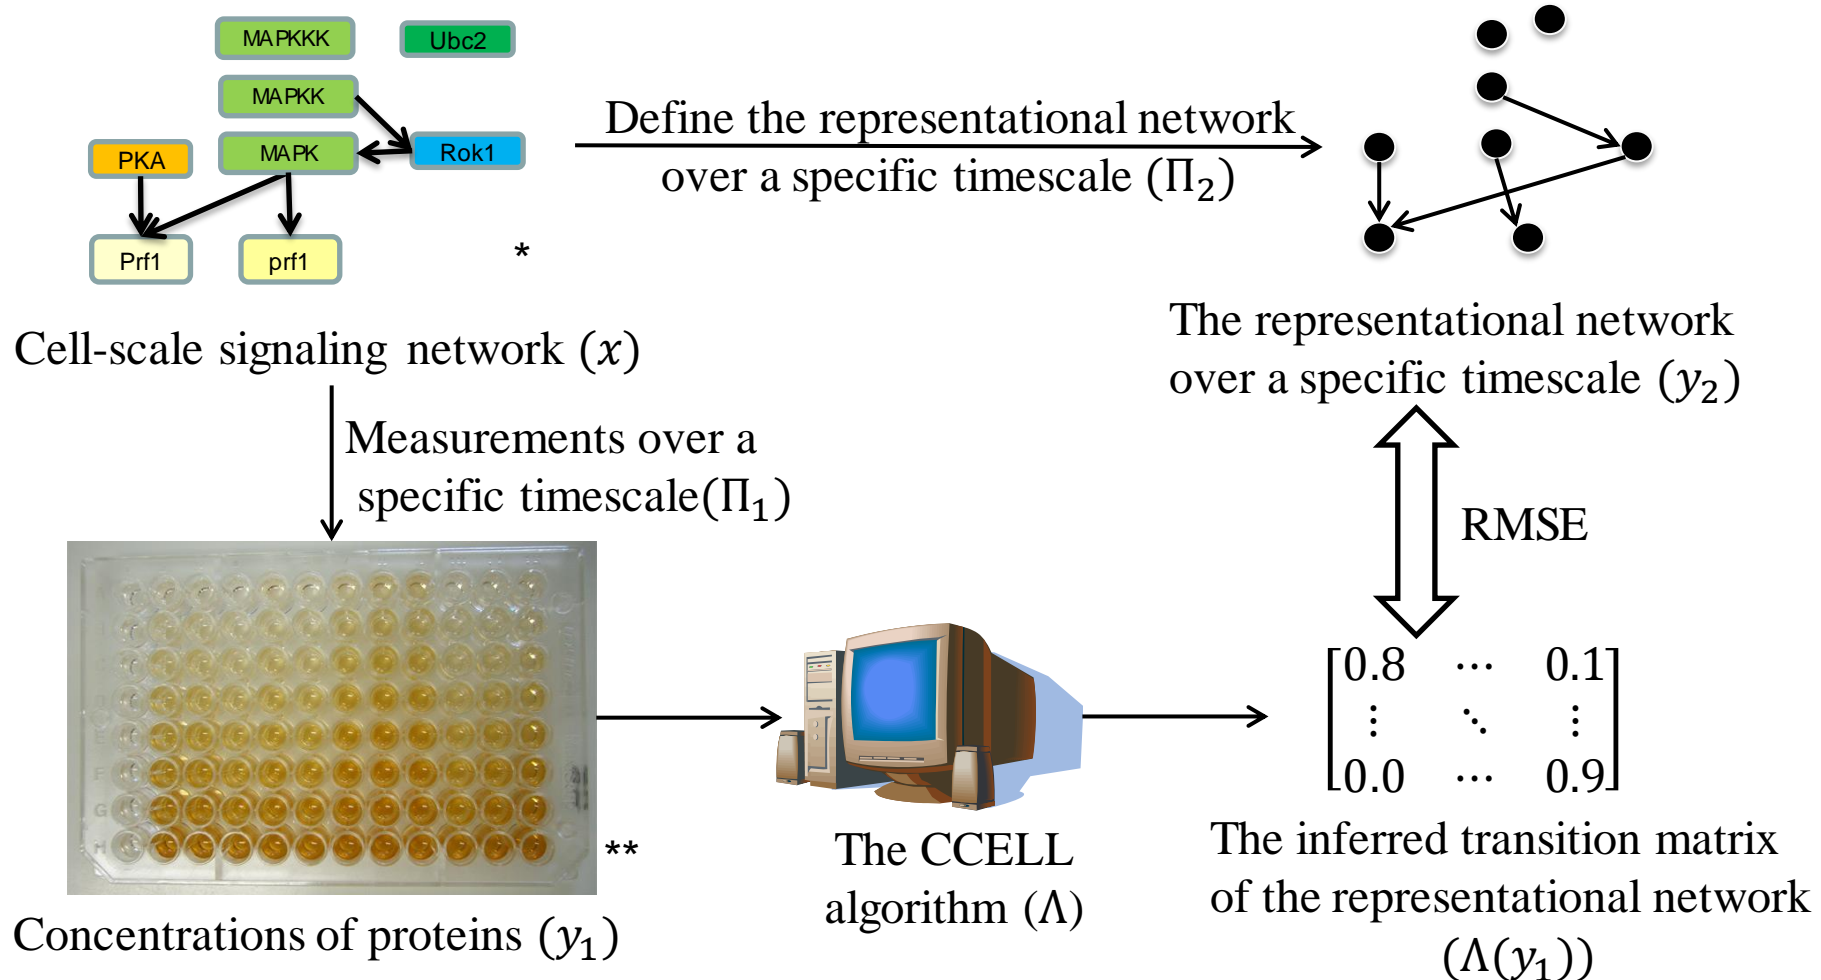 MAPKKK
Ubc2
MAPKK
PKA
MAPK
Rok1
Prf1
prf1
*
Define the representational network
over a specific timescale (Π₂)
Cell-scale signaling network (x)
The representational network
over a specific timescale (y₂)
Measurements over a
specific timescale(Π₁)
RMSE
**
Concentrations of proteins (y₁)
The CCELL
algorithm (Λ)
[0.8 ⋯ 0.1]
⋮ ⋱ ⋮
[0.0 ⋯ 0.9]
The inferred transition matrix
of the representational network
(Λ(y₁))